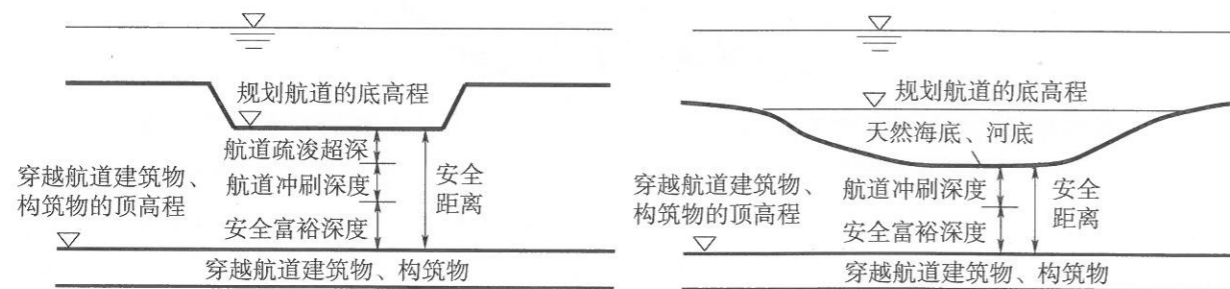 规划航道的底高程
航道疏浚超深
航道冲刷深度
安全富裕深度
安全
距离
穿越航道建筑物、
构筑物的顶高程
穿越航道建筑物、构筑物
规划航道的底高程
天然海底、河底
航道冲刷深度
安全富裕深度
安全
距离
穿越航道建筑物、
构筑物的顶高程
穿越航道建筑物、构筑物